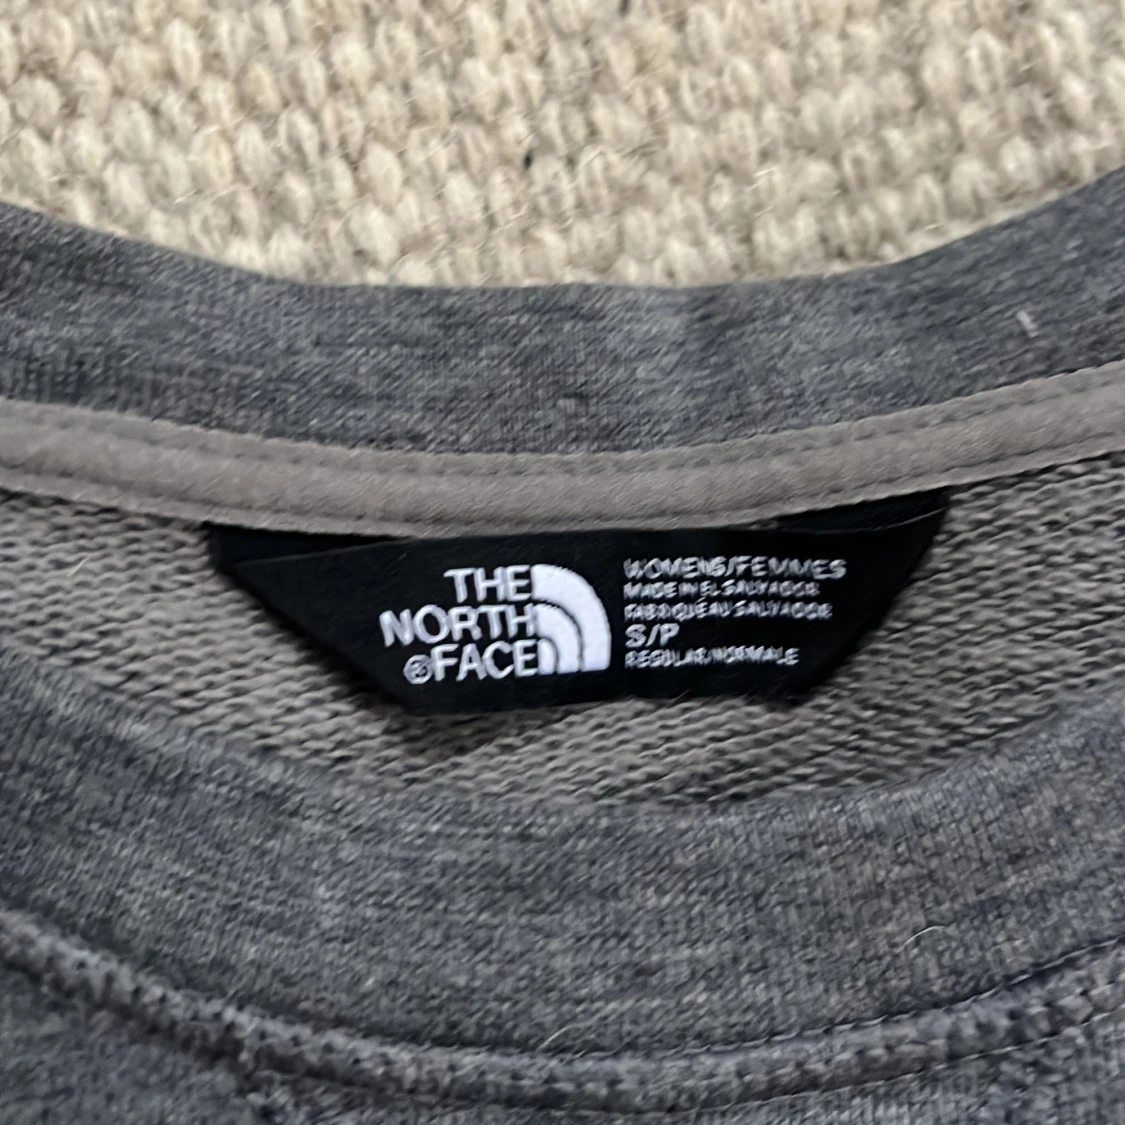 THE
NORTH
®FACE
WOMENS/FEMMES
MADE IN EL SALVADOR
FABRIQUE AU SALVADOR
S/P
REGULAR/NORMALE